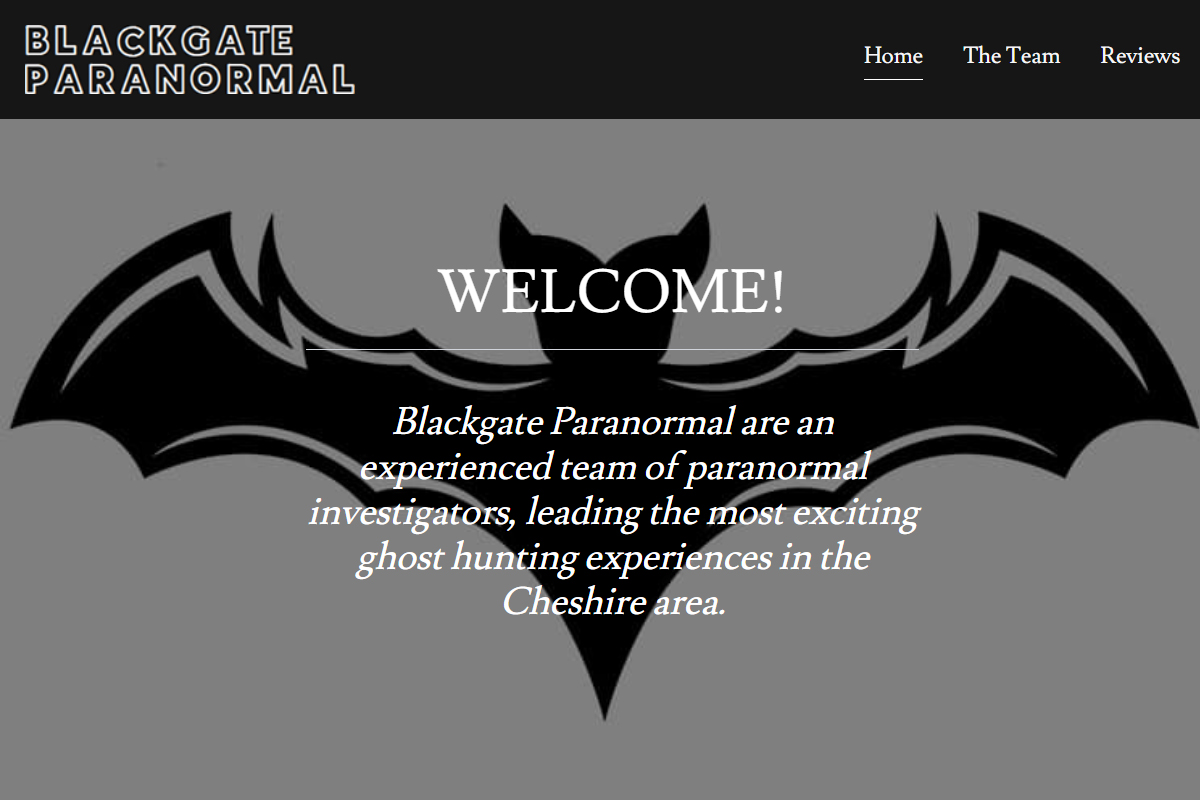 BLACKGATE
PARANORMAL
Home
The Team
Reviews
WELCOME!
Blackgate Paranormal are an
experienced team of paranormal
investigators, leading the most exciting
ghost hunting experiences in the
Cheshire area.